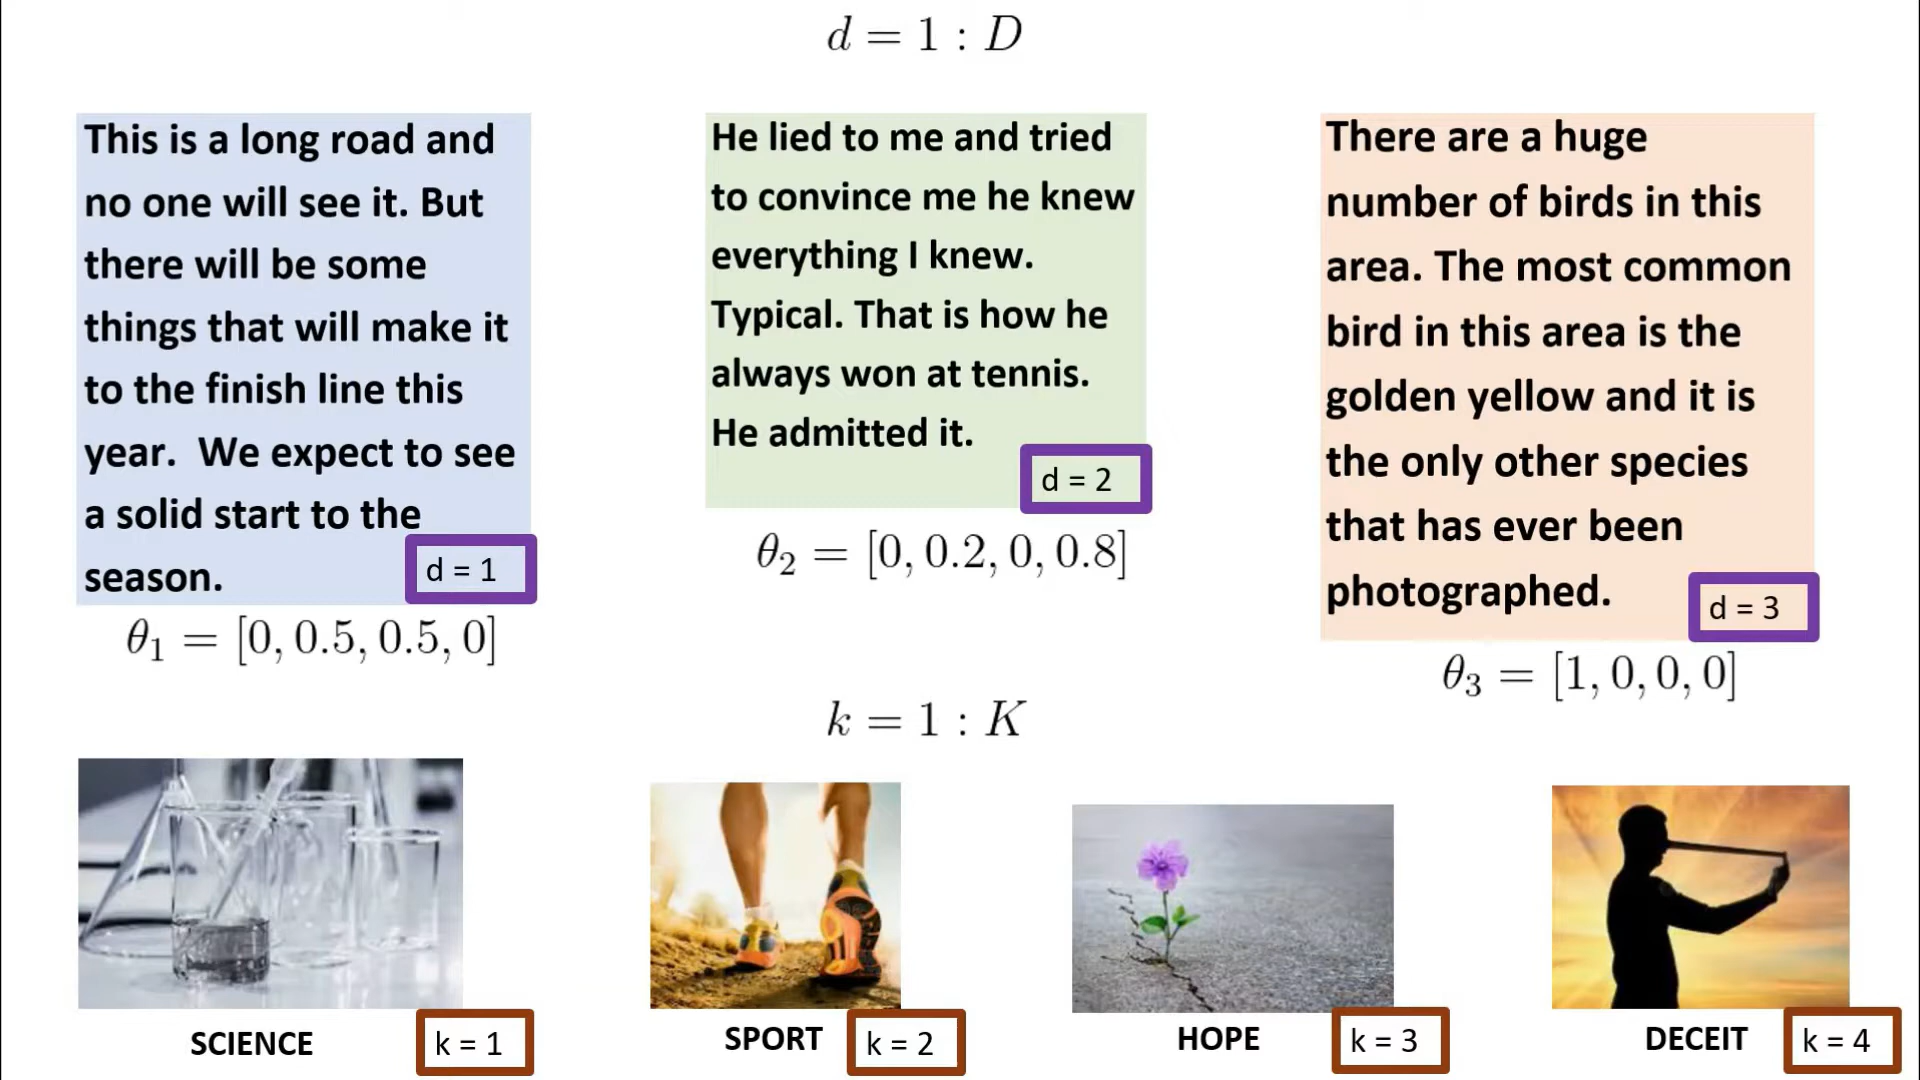 d = 1 : D
This is a long road and
no one will see it. But
there will be some
things that will make it
to the finish line this
year.  We expect to see
a solid start to the
season.
d = 1
θ₁ = [0, 0.5, 0.5, 0]
He lied to me and tried
to convince me he knew
everything I knew.
Typical. That is how he
always won at tennis.
He admitted it.
d = 2
θ₂ = [0, 0.2, 0, 0.8]
There are a huge
number of birds in this
area. The most common
bird in this area is the
golden yellow and it is
the only other species
that has ever been
photographed.
d = 3
θ₃ = [1, 0, 0, 0]
k = 1 : K
SCIENCE
k = 1
SPORT
k = 2
HOPE
k = 3
DECEIT
k = 4